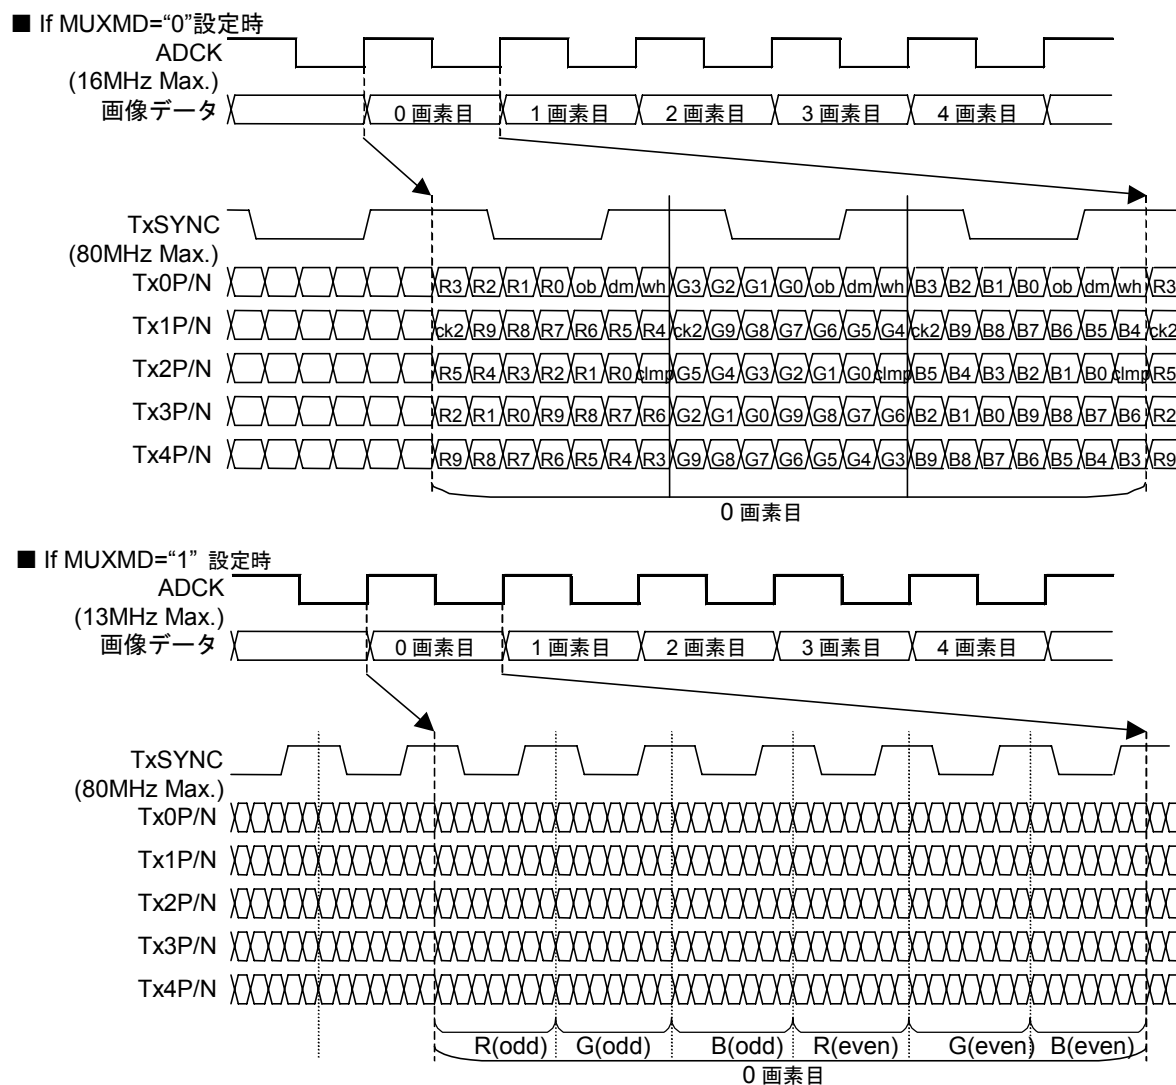 ■ If MUXMD=“0”設定時
ADCK
(16MHz Max.)
画像データ 0 画素目 1 画素目 2 画素目 3 画素目 4 画素目
TxSYNC
(80MHz Max.)
Tx0P/N R3 R2 R1 R0 ob dm wh G3 G2 G1 G0 ob dm wh B3 B2 B1 B0 ob dm wh R3
Tx1P/N ck2 R9 R8 R7 R6 R5 R4 ck2 G9 G8 G7 G6 G5 G4 ck2 B9 B8 B7 B6 B5 B4 ck2
Tx2P/N R5 R4 R3 R2 R1 R0 clmp G5 G4 G3 G2 G1 G0 clmp B5 B4 B3 B2 B1 B0 clmp R5
Tx3P/N R2 R1 R0 R9 R8 R7 R6 G2 G1 G0 G9 G8 G7 G6 B2 B1 B0 B9 B8 B7 B6 R2
Tx4P/N R9 R8 R7 R6 R5 R4 R3 G9 G8 G7 G6 G5 G4 G3 B9 B8 B7 B6 B5 B4 B3 R9
0 画素目
■ If MUXMD=“1” 設定時
ADCK
(13MHz Max.)
画像データ 0 画素目 1 画素目 2 画素目 3 画素目 4 画素目
TxSYNC
(80MHz Max.)
Tx0P/N
Tx1P/N
Tx2P/N
Tx3P/N
Tx4P/N
R(odd) G(odd) B(odd) R(even) G(even) B(even)
0 画素目